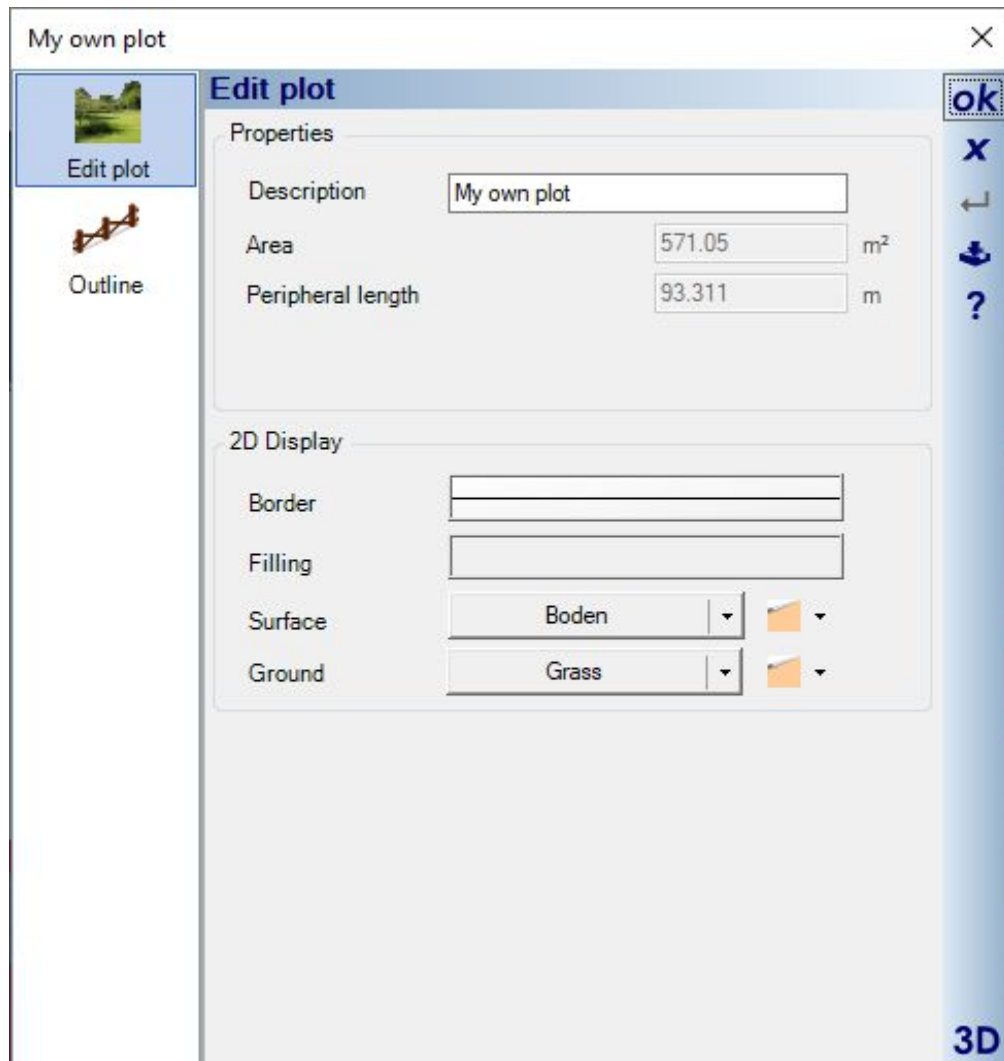 My own plot
Edit plot
Outline
Edit plot
Properties
Description My own plot
Area 571.05 m²
Peripheral length 93.311 m
2D Display
Border
Filling
Surface Boden
Ground Grass
ok
x
?
3D